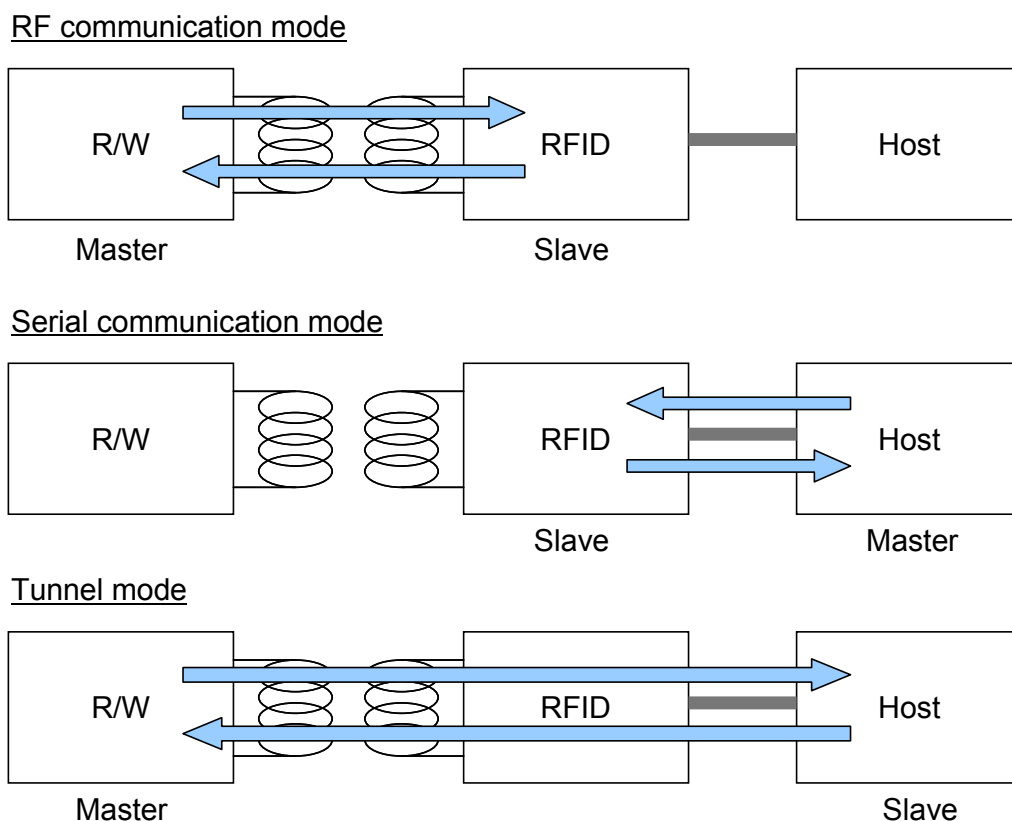 RF communication mode
R/W RFID Host
Master Slave
Serial communication mode
R/W RFID Host
Slave Master
Tunnel mode
R/W RFID Host
Master Slave